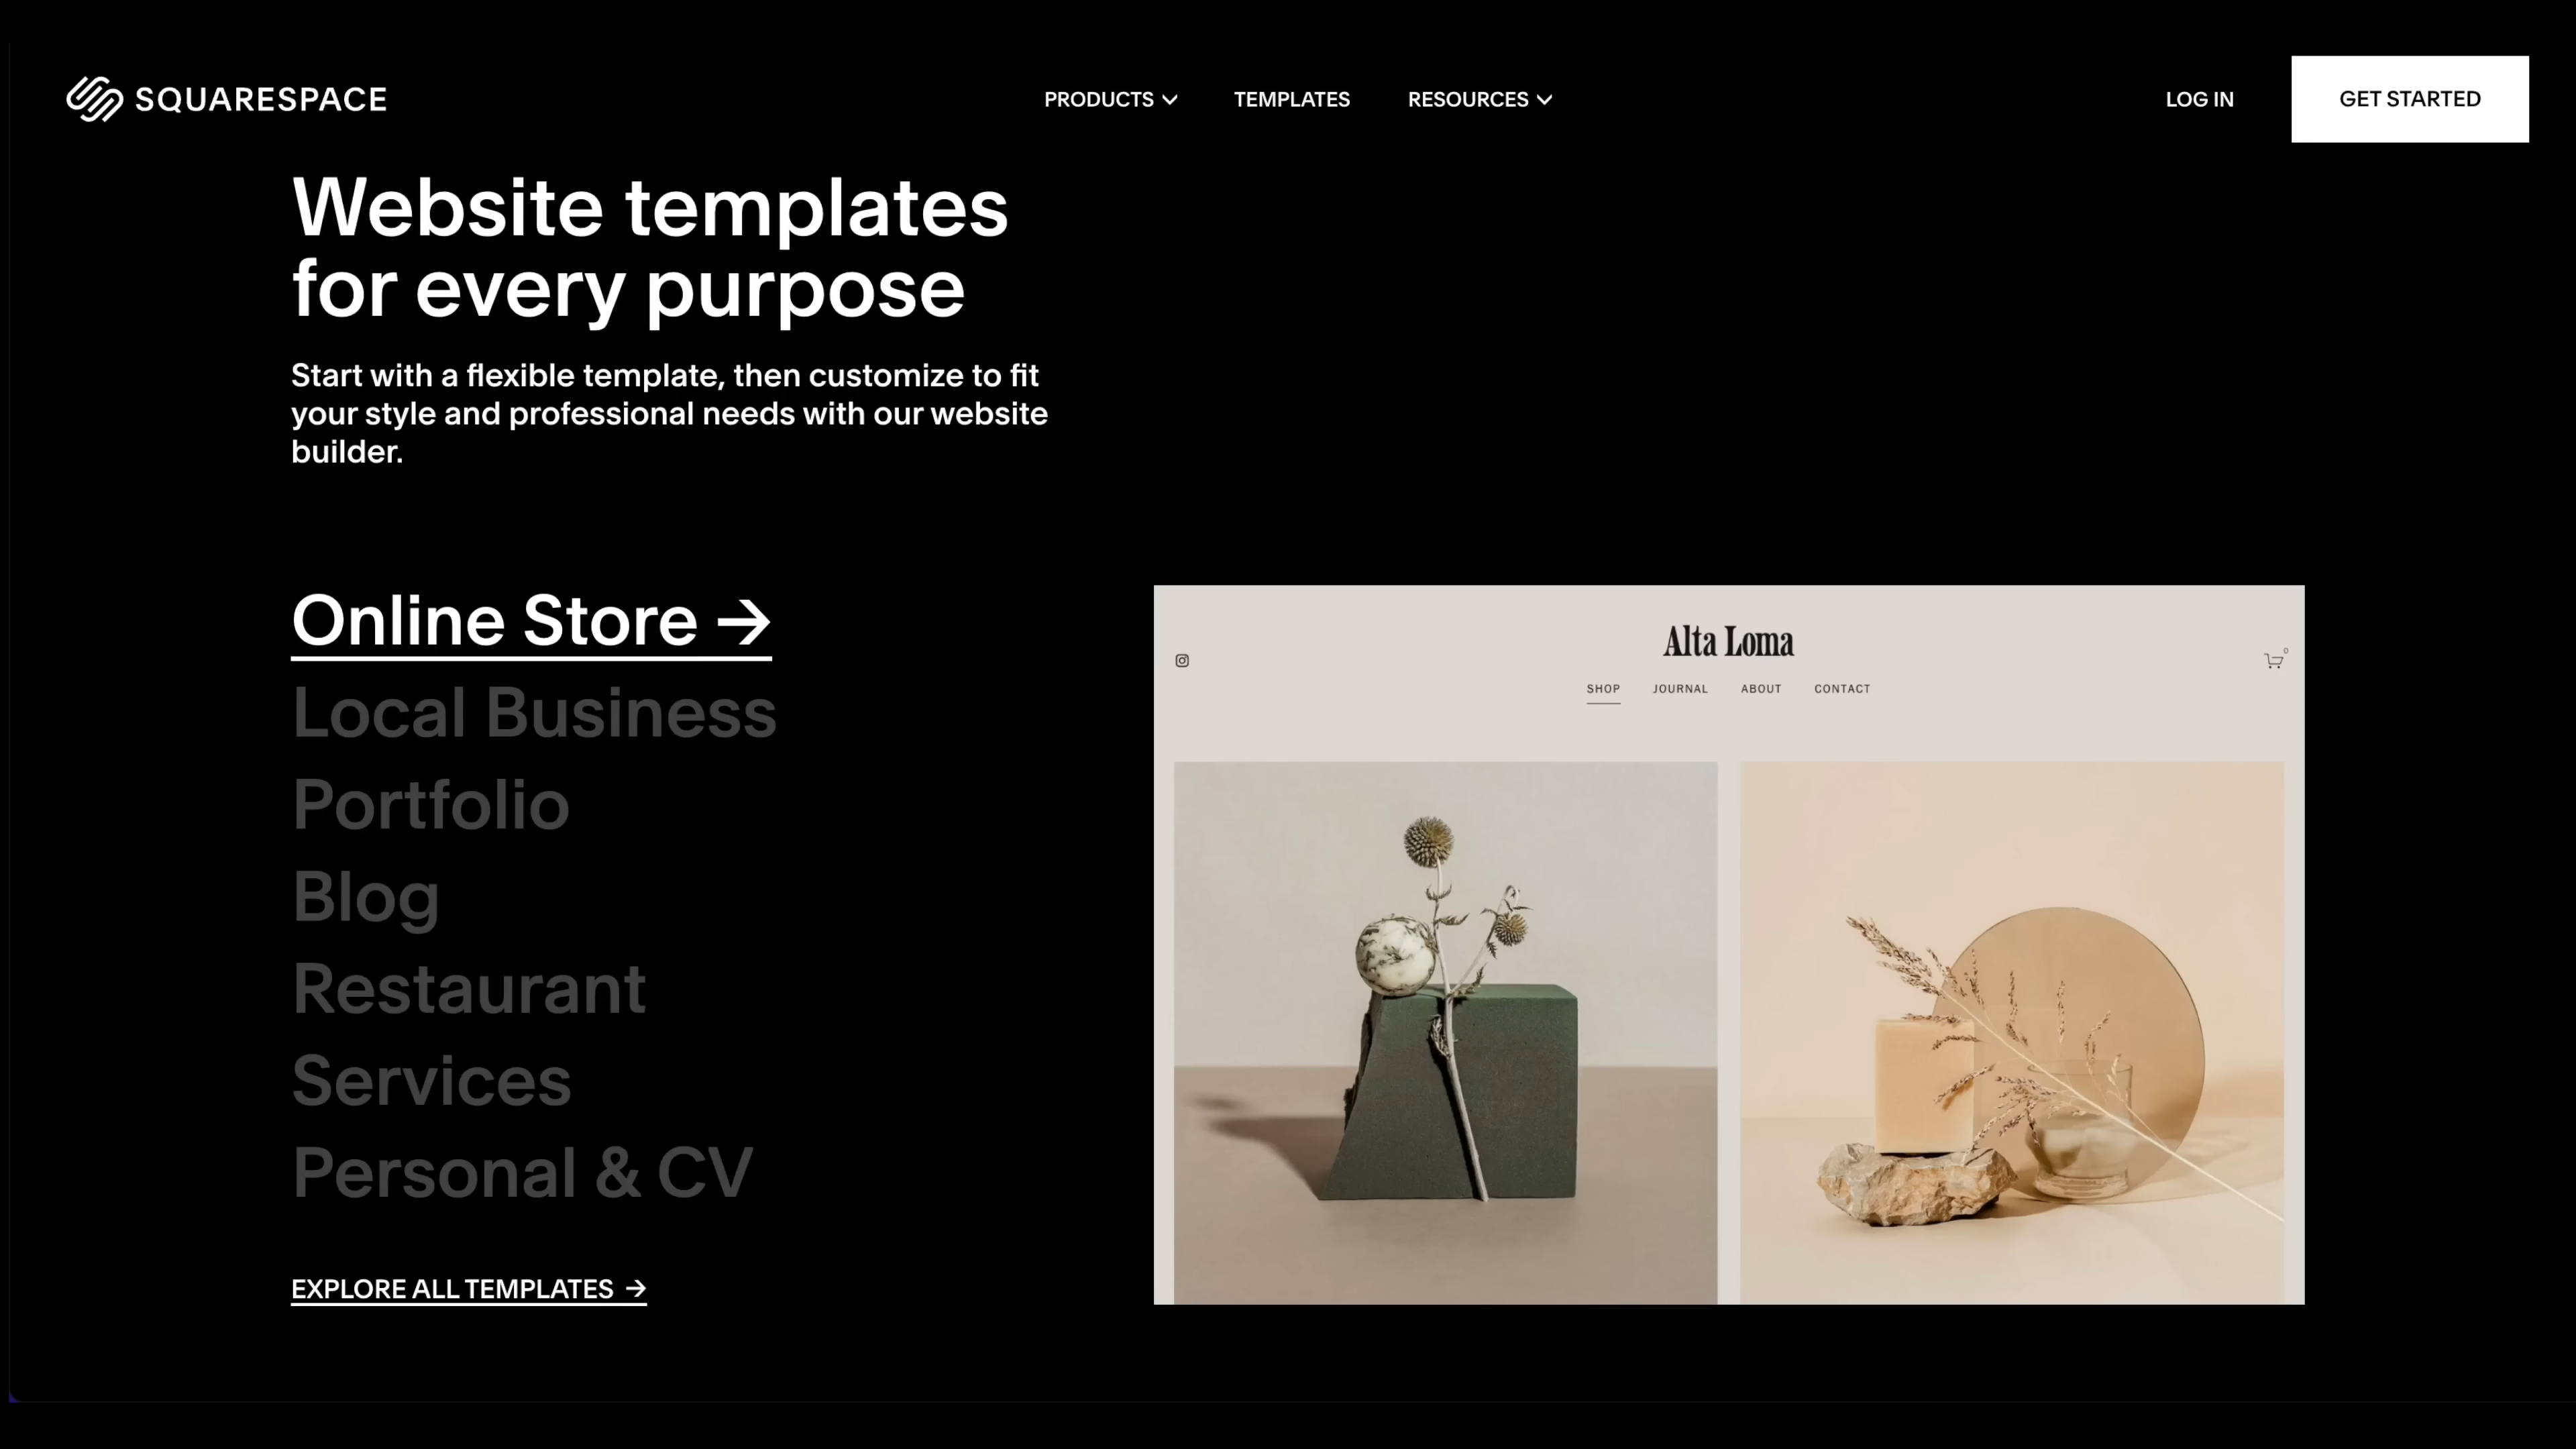 SQUARESPACE
PRODUCTS
TEMPLATES
RESOURCES
LOG IN
GET STARTED
Website templates
for every purpose
Start with a flexible template, then customize to fit
your style and professional needs with our website
builder.
Online Store →
Local Business
Portfolio
Blog
Restaurant
Services
Personal & CV
EXPLORE ALL TEMPLATES →
Alta Loma
0
SHOP
JOURNAL
ABOUT
CONTACT